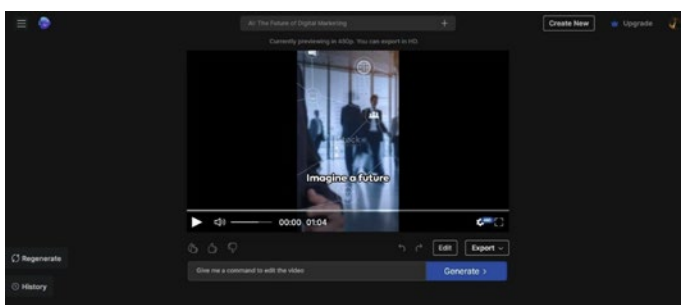 AI: The Future of Digital Marketing
Create New
Upgrade
Currently previewing in 480p. You can export in HD.
Imagine a future
00:00 01:04
Edit
Export
Regenerate
Give me a command to edit the video
Generate >
History